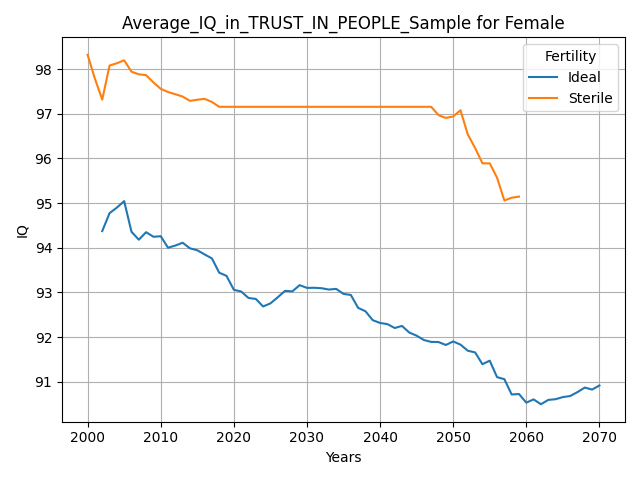 Average_IQ_in_TRUST_IN_PEOPLE_Sample for Female
Fertility
Ideal
Sterile
98
97
96
95
94
93
92
91
IQ
2000 2010 2020 2030 2040 2050 2060 2070
Years